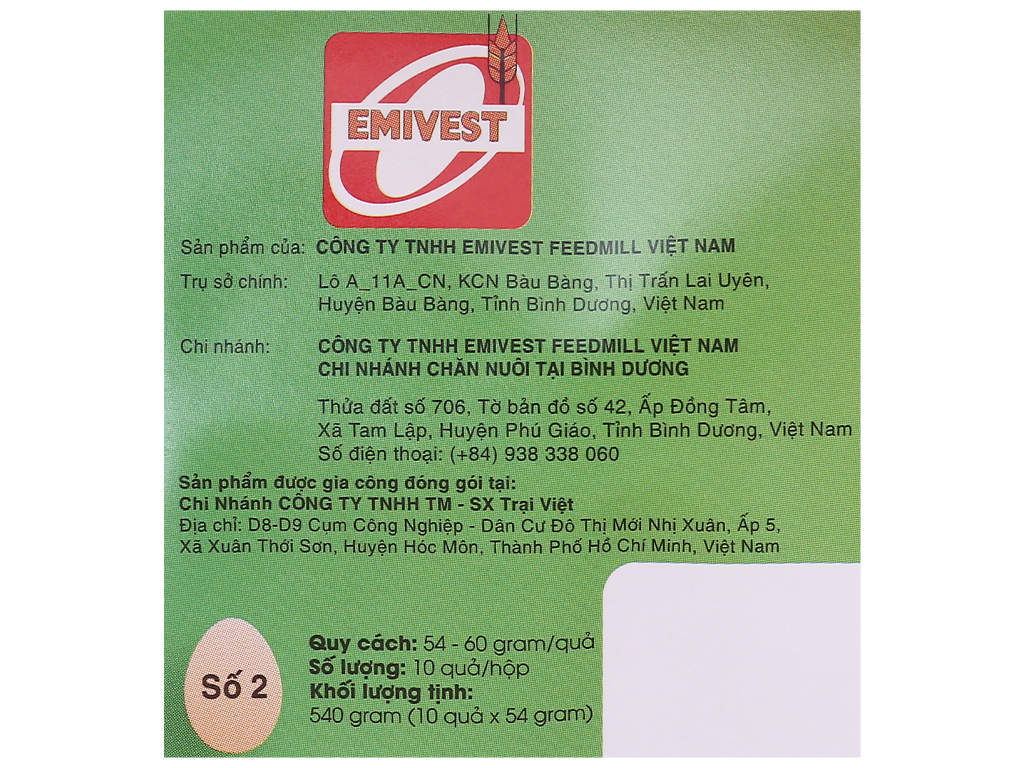 EMIVEST
Sản phẩm của: CÔNG TY TNHH EMIVEST FEEDMILL VIỆT NAM
Trụ sở chính: Lô A_11A_CN, KCN Bàu Bàng, Thị Trấn Lai Uyên,
Huyện Bàu Bàng, Tỉnh Bình Dương, Việt Nam
Chi nhánh: CÔNG TY TNHH EMIVEST FEEDMILL VIỆT NAM
CHI NHÁNH CHĂN NUÔI TẠI BÌNH DƯƠNG
Thửa đất số 706, Tờ bản đồ số 42, Ấp Đồng Tâm,
Xã Tam Lập, Huyện Phú Giáo, Tỉnh Bình Dương, Việt Nam
Số điện thoại: (+84) 938 338 060
Sản phẩm được gia công đóng gói tại:
Chi Nhánh CÔNG TY TNHH TM - SX Trại Việt
Địa chỉ: D8-D9 Cụm Công Nghiệp - Dân Cư Đô Thị Mới Nhị Xuân, Ấp 5,
Xã Xuân Thới Sơn, Huyện Hóc Môn, Thành Phố Hồ Chí Minh, Việt Nam
Số 2
Quy cách: 54 - 60 gram/quả
Số lượng: 10 quả/hộp
Khối lượng tịnh:
540 gram (10 quả x 54 gram)